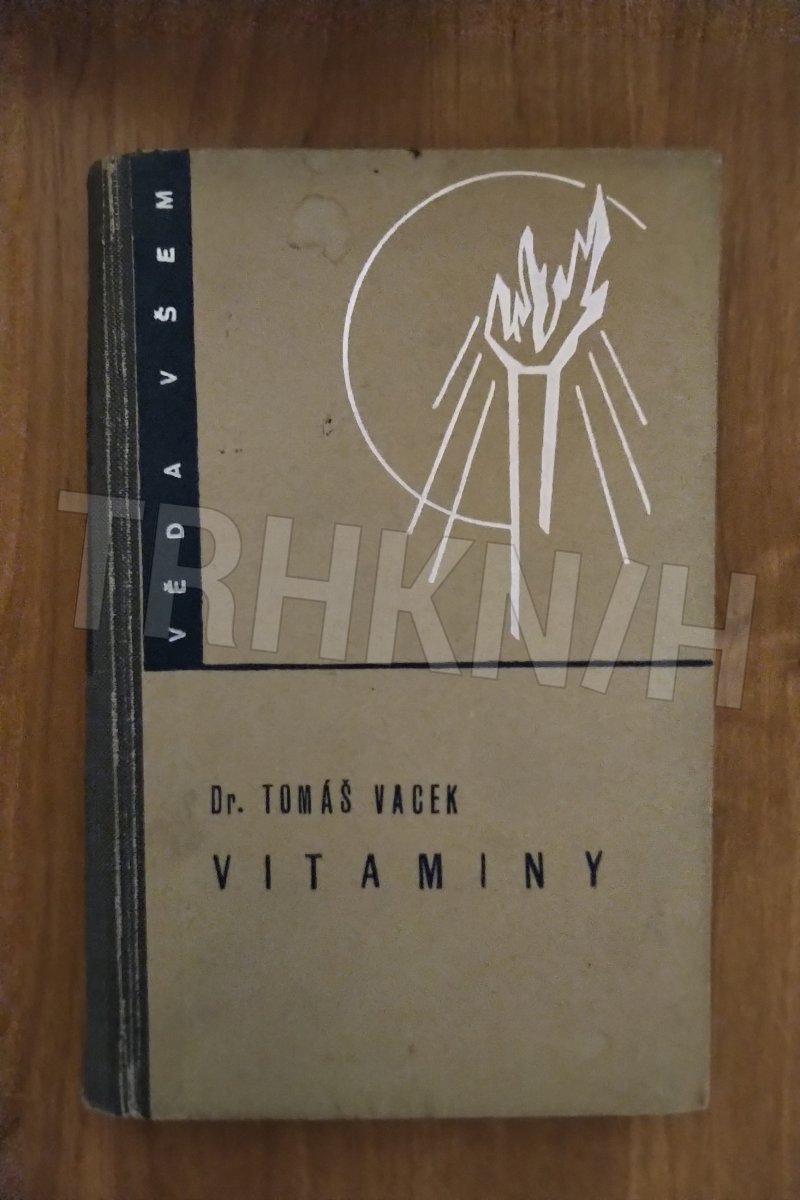 VĚDA VŠEM
Dr. TOMÁŠ VACEK
VITAMINY
TRHKNIH